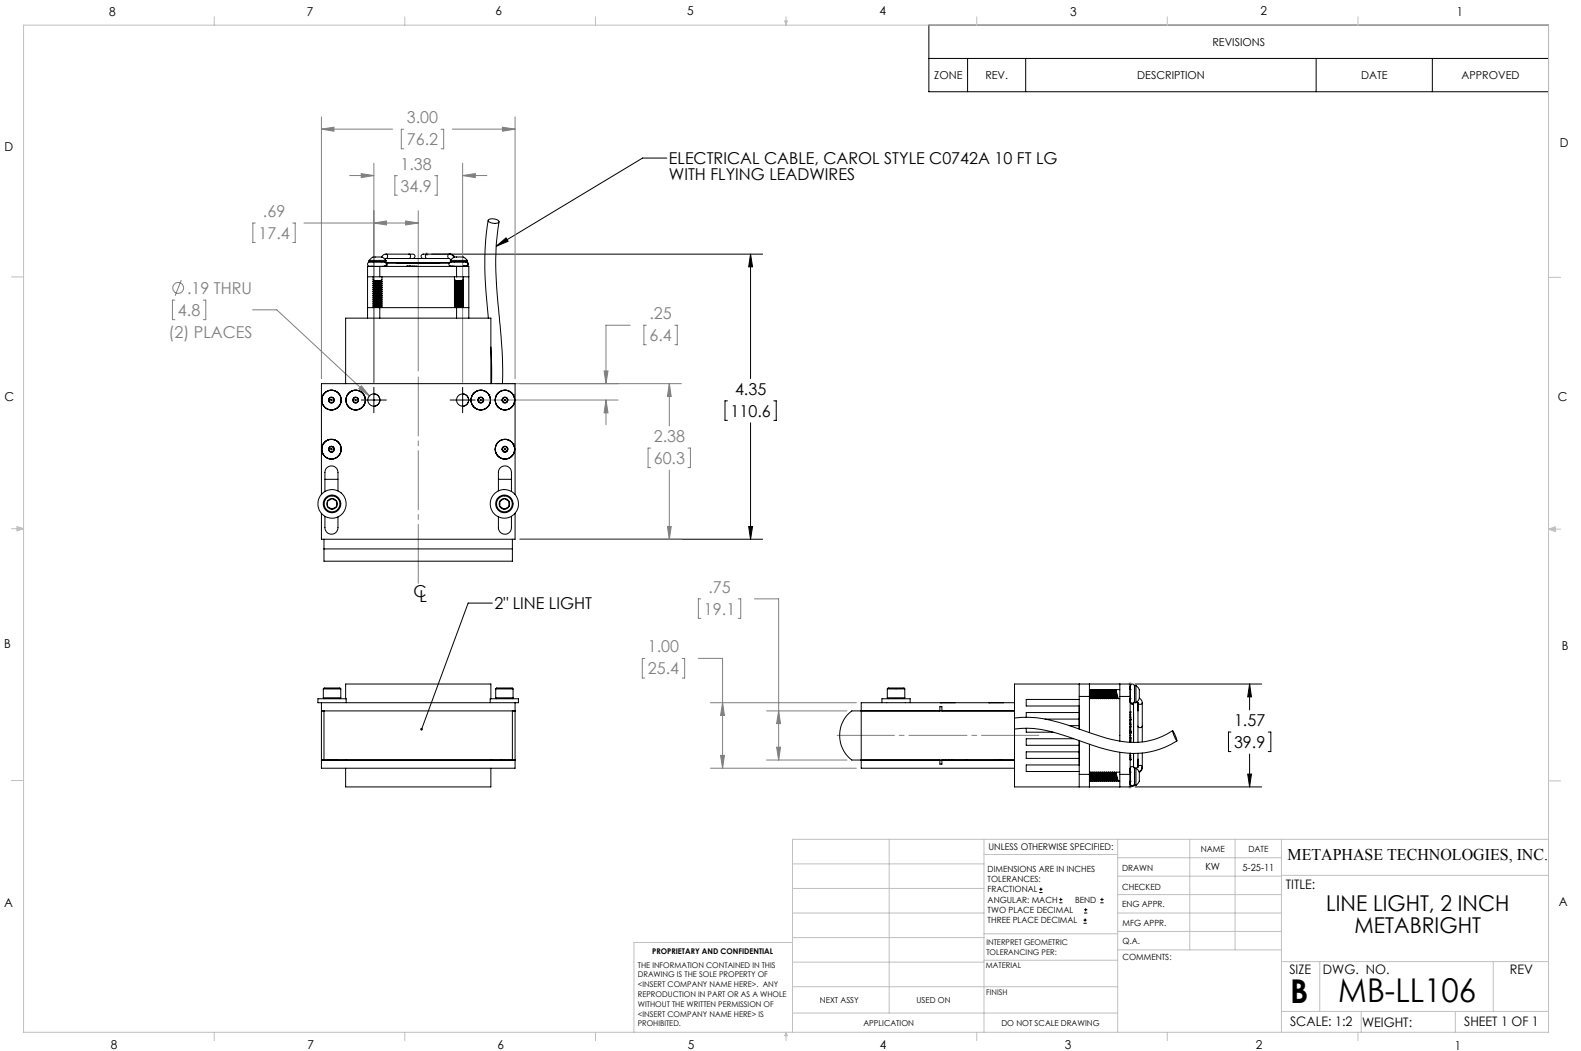 8 7 6 5 4 3 2 1
REVISIONS
ZONE REV. DESCRIPTION DATE APPROVED
D D
3.00
[76.2]
1.38
[34.9]
ELECTRICAL CABLE, CAROL STYLE C0742A 10 FT LG
WITH FLYING LEADWIRES
.69
[17.4]
Ø.19 THRU
[4.8]
(2) PLACES
.25
[6.4]
4.35
[110.6]
C C
2.38
[60.3]
℄
2" LINE LIGHT
.75
[19.1]
B B
1.00
[25.4]
1.57
[39.9]
UNLESS OTHERWISE SPECIFIED:
DIMENSIONS ARE IN INCHES
TOLERANCES:
FRACTIONAL ±
ANGULAR: MACH ± BEND ±
TWO PLACE DECIMAL ±
THREE PLACE DECIMAL ±
INTERPRET GEOMETRIC
TOLERANCING PER:
MATERIAL
FINISH
DO NOT SCALE DRAWING
NAME DATE
DRAWN KW 5-25-11
CHECKED
ENG APPR.
MFG APPR.
Q.A.
COMMENTS:
METAPHASE TECHNOLOGIES, INC.
TITLE:
LINE LIGHT, 2 INCH
METABRIGHT
A A
SIZE DWG. NO. REV
B MB-LL106
SCALE: 1:2 WEIGHT: SHEET 1 OF 1
PROPRIETARY AND CONFIDENTIAL
THE INFORMATION CONTAINED IN THIS
DRAWING IS THE SOLE PROPERTY OF
<INSERT COMPANY NAME HERE>. ANY
REPRODUCTION IN PART OR AS A WHOLE
WITHOUT THE WRITTEN PERMISSION OF
<INSERT COMPANY NAME HERE> IS
PROHIBITED.
NEXT ASSY USED ON
APPLICATION
8 7 6 5 4 3 2 1